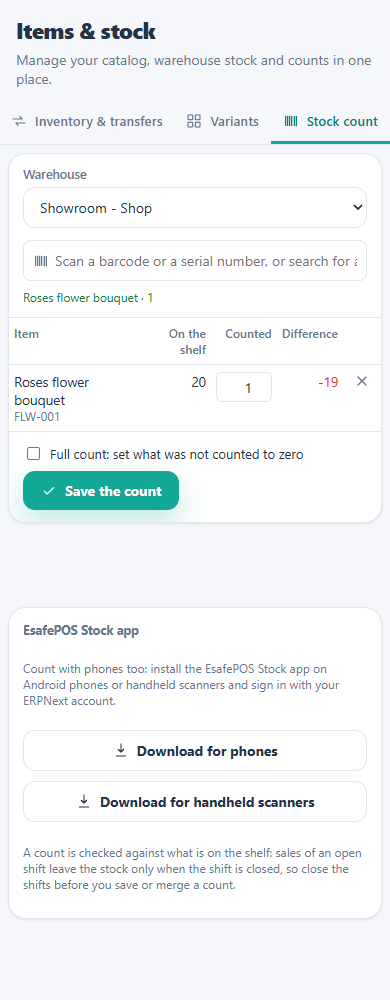 Items & stock
Manage your catalog, warehouse stock and counts in one
place.
Inventory & transfers
Variants
Stock count
Warehouse
Showroom - Shop
Scan a barcode or a serial number, or search for a
Roses flower bouquet · 1
Item
On the
shelf
Counted
Difference
Roses flower
bouquet
FLW-001
20
1
-19
Full count: set what was not counted to zero
Save the count
EsafePOS Stock app
Count with phones too: install the EsafePOS Stock app on
Android phones or handheld scanners and sign in with your
ERPNext account.
Download for phones
Download for handheld scanners
A count is checked against what is on the shelf: sales of an open
shift leave the stock only when the shift is closed, so close the
shifts before you save or merge a count.